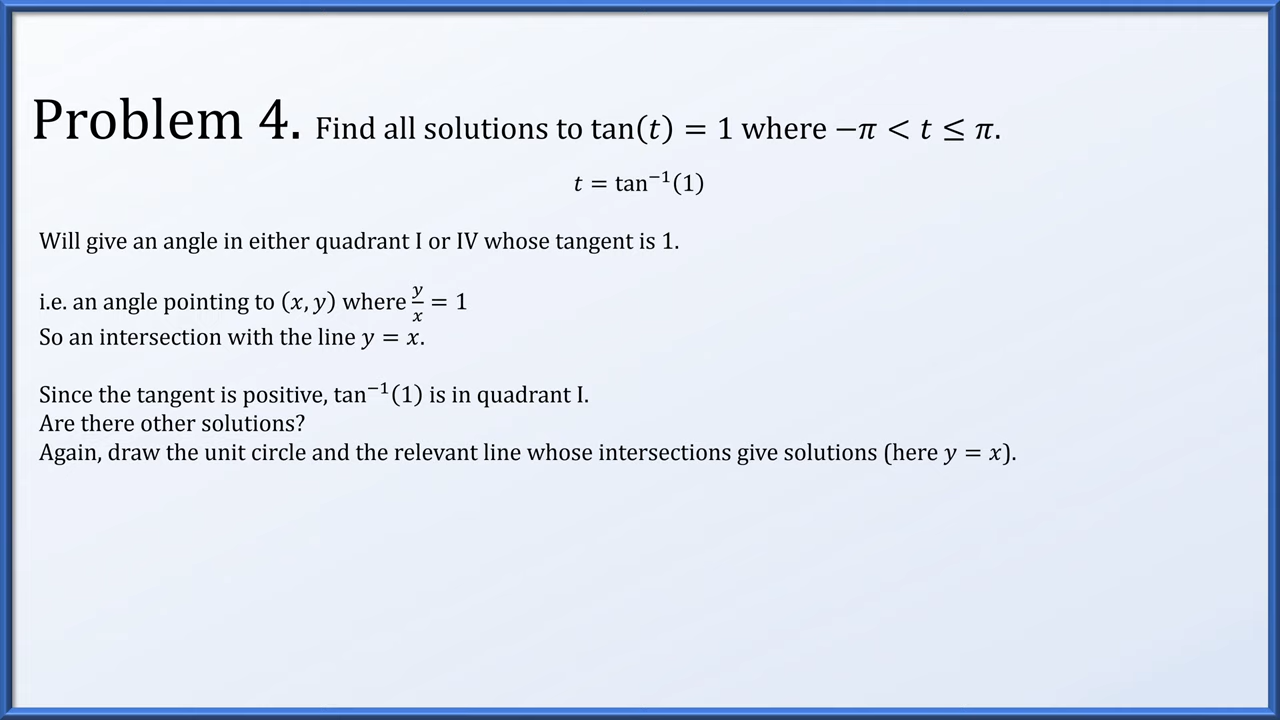 Problem 4. Find all solutions to tan(𝑡) = 1 where −𝜋 < 𝑡 ≤ 𝜋.
𝑡 = tan⁻¹(1)
Will give an angle in either quadrant I or IV whose tangent is 1.
i.e. an angle pointing to (𝑥, 𝑦) where 𝑦/𝑥 = 1
So an intersection with the line 𝑦 = 𝑥.
Since the tangent is positive, tan⁻¹(1) is in quadrant I.
Are there other solutions?
Again, draw the unit circle and the relevant line whose intersections give solutions (here 𝑦 = 𝑥).